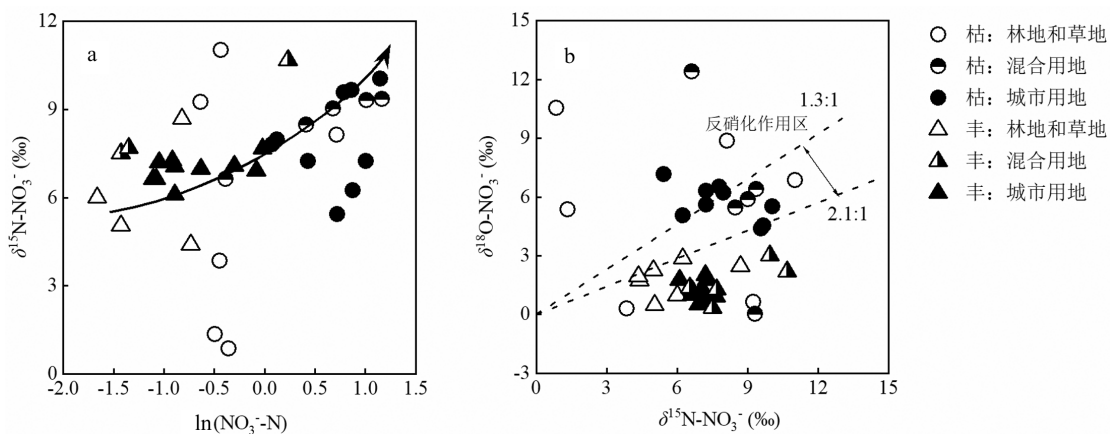 a
12
9
6
3
0
-2.0
-1.5
-1.0
-0.5
0.0
0.5
1.0
1.5
δ¹⁵N-NO₃⁻ (‰)
ln(NO₃⁻-N)
b
18
15
12
9
6
3
0
-3
0
3
6
9
12
15
δ¹⁸O-NO₃⁻ (‰)
δ¹⁵N-NO₃⁻ (‰)
1.3:1
反硝化作用区
2.1:1
枯：林地和草地
枯：混合用地
枯：城市用地
丰：林地和草地
丰：混合用地
丰：城市用地